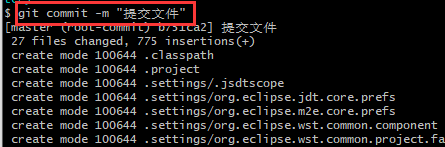 $ git commit -m "提交文件"
[master (root-commit) b751ca2] 提交文件
27 files changed, 775 insertions(+)
create mode 100644 .classpath
create mode 100644 .project
create mode 100644 .settings/.jsdtscope
create mode 100644 .settings/org.eclipse.jdt.core.prefs
create mode 100644 .settings/org.eclipse.m2e.core.prefs
create mode 100644 .settings/org.eclipse.wst.common.component
create mode 100644 .settings/org.eclipse.wst.common.project.fa